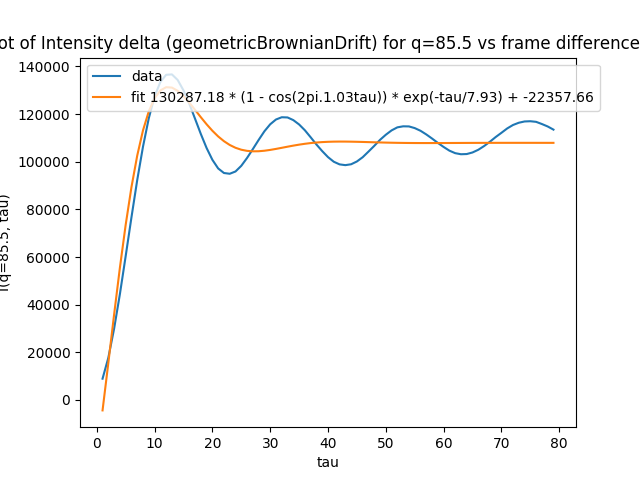 ot of Intensity delta (geometricBrownianDrift) for q=85.5 vs frame difference
data
fit 130287.18 * (1 - cos(2pi.1.03tau)) * exp(-tau/7.93) + -22357.66
140000
120000
100000
80000
60000
40000
20000
0
I(q=85.5, tau)
0 10 20 30 40 50 60 70 80
tau